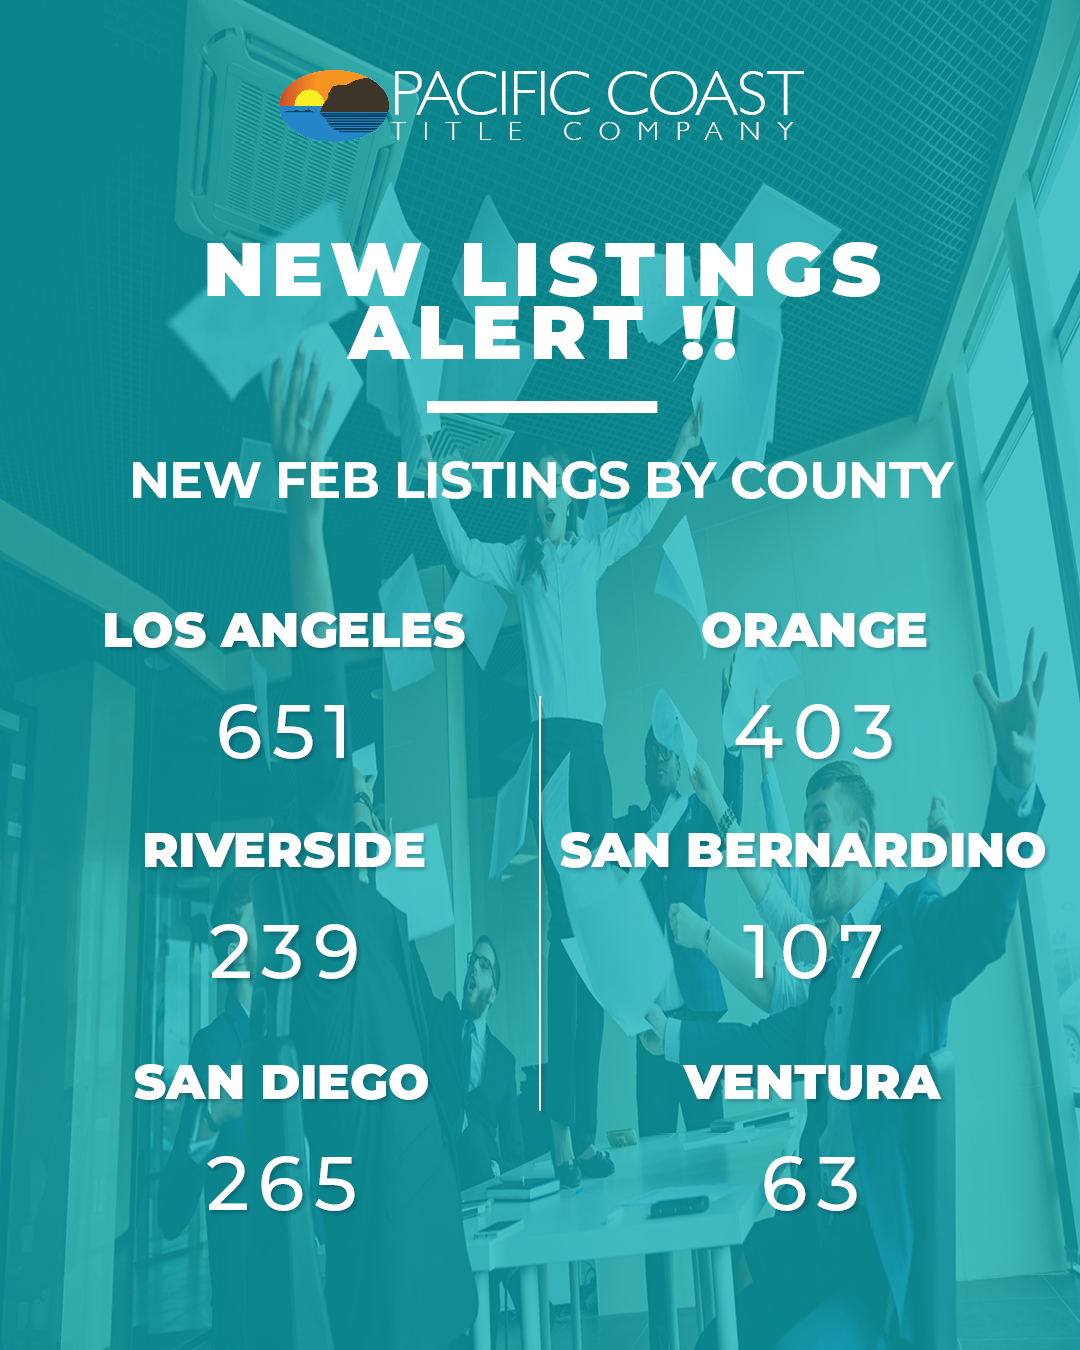 PACIFIC COAST
TITLE COMPANY
NEW LISTINGS
ALERT !!
NEW FEB LISTINGS BY COUNTY
LOS ANGELES
651
ORANGE
403
RIVERSIDE
239
SAN BERNARDINO
107
SAN DIEGO
265
VENTURA
63